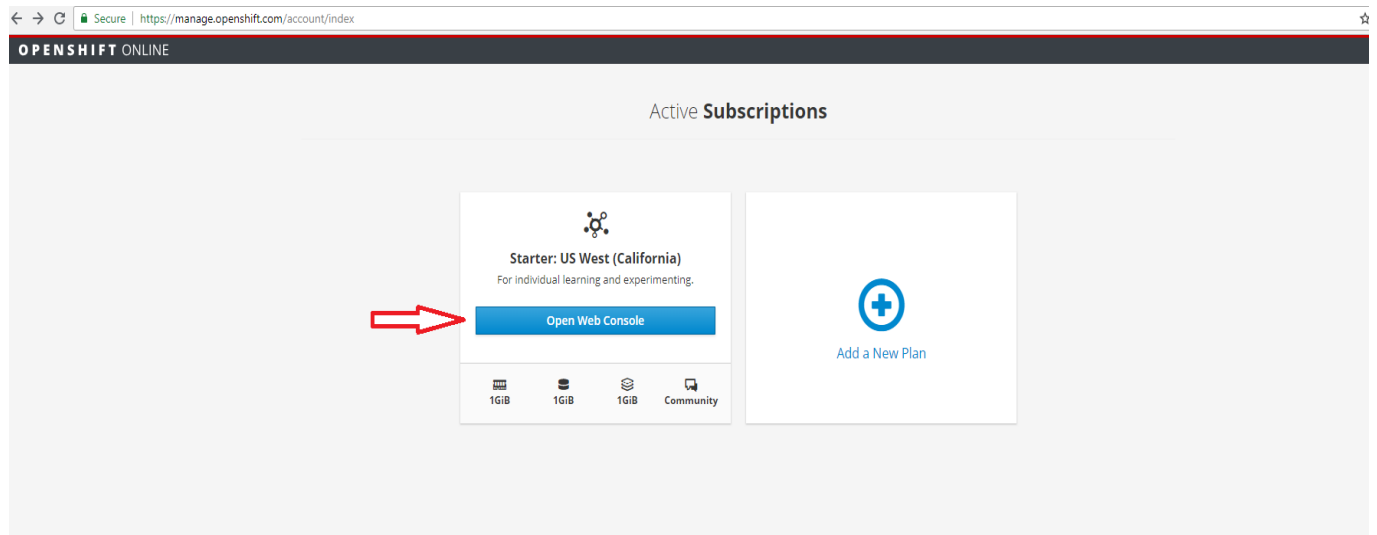 Secure | https://manage.openshift.com/account/index
OPENSHIFT ONLINE
Active Subscriptions
Starter: US West (California)
For individual learning and experimenting.
Open Web Console
1GiB 1GiB 1GiB Community
Add a New Plan